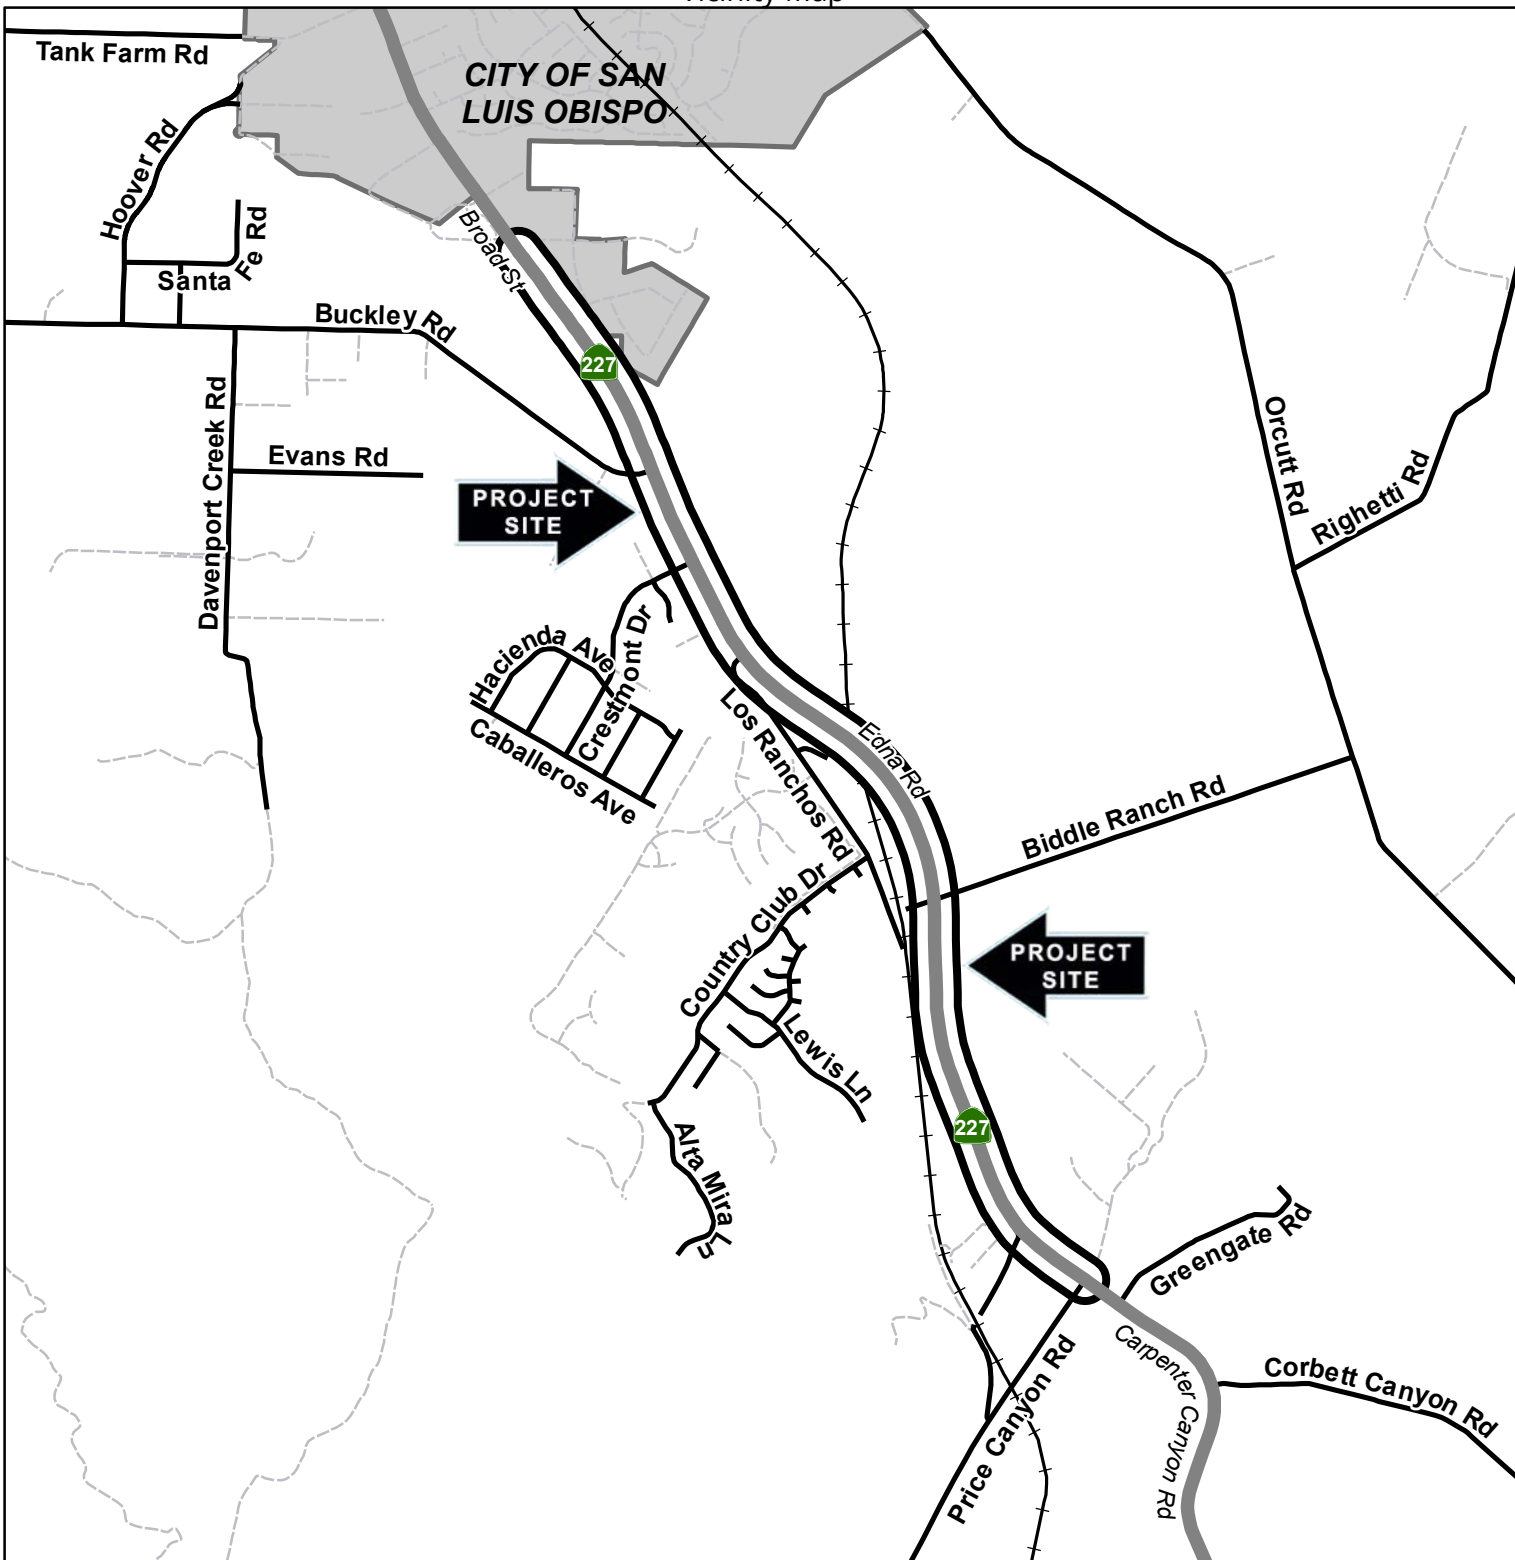 Vicinity Map
Tank Farm Rd
CITY OF SAN
LUIS OBISPO
Hoover Rd
Santa Fe Rd
Broad St
Buckley Rd
227
Davenport Creek Rd
Evans Rd
Orcutt Rd
Righetti Rd
PROJECT
SITE
Hacienda Ave
Crestmont Dr
Caballeros Ave
Los Ranchos Rd
Edna Rd
Biddle Ranch Rd
Country Club Dr
PROJECT
SITE
Lewis Ln
227
Alta Mira Ln
Greengate Rd
Price Canyon Rd
Carpenter Canyon Rd
Corbett Canyon Rd